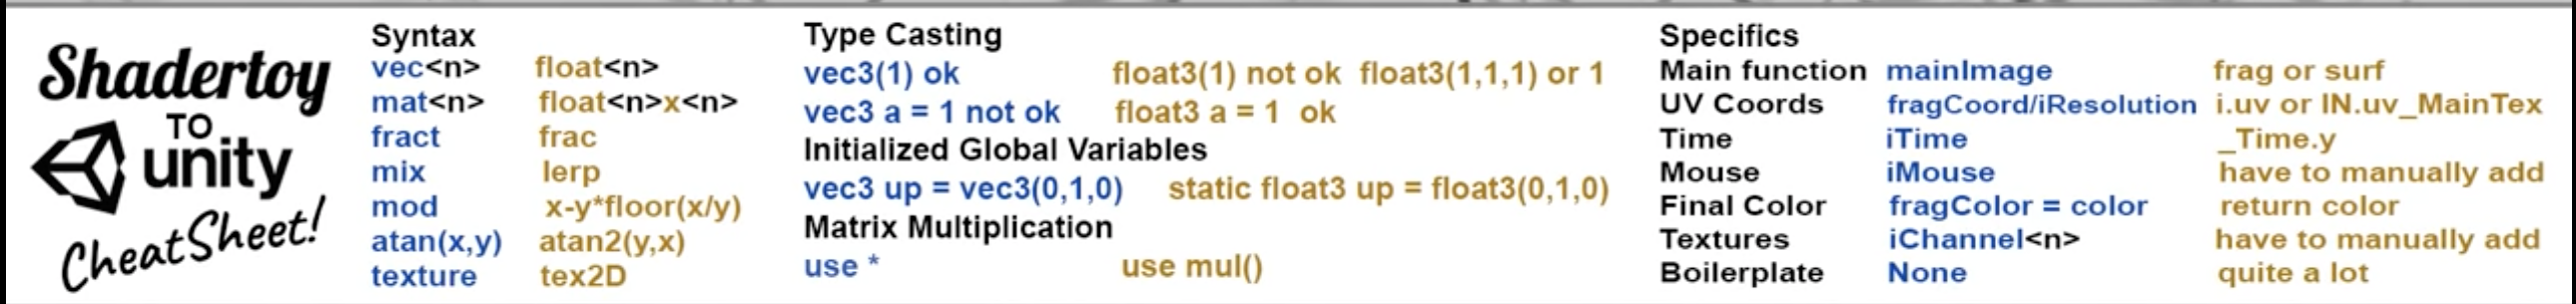 Shadertoy
TO
unity
CheatSheet!
Syntax
vec<n> float<n>
mat<n> float<n>x<n>
fract frac
mix lerp
mod x-y*floor(x/y)
atan(x,y) atan2(y,x)
texture tex2D
Type Casting
vec3(1) ok float3(1) not ok float3(1,1,1) or 1
vec3 a = 1 not ok float3 a = 1 ok
Initialized Global Variables
vec3 up = vec3(0,1,0) static float3 up = float3(0,1,0)
Matrix Multiplication
use * use mul()
Specifics
Main function mainImage frag or surf
UV Coords fragCoord/iResolution i.uv or IN.uv_MainTex
Time iTime _Time.y
Mouse iMouse have to manually add
Final Color fragColor = color return color
Textures iChannel<n> have to manually add
Boilerplate None quite a lot